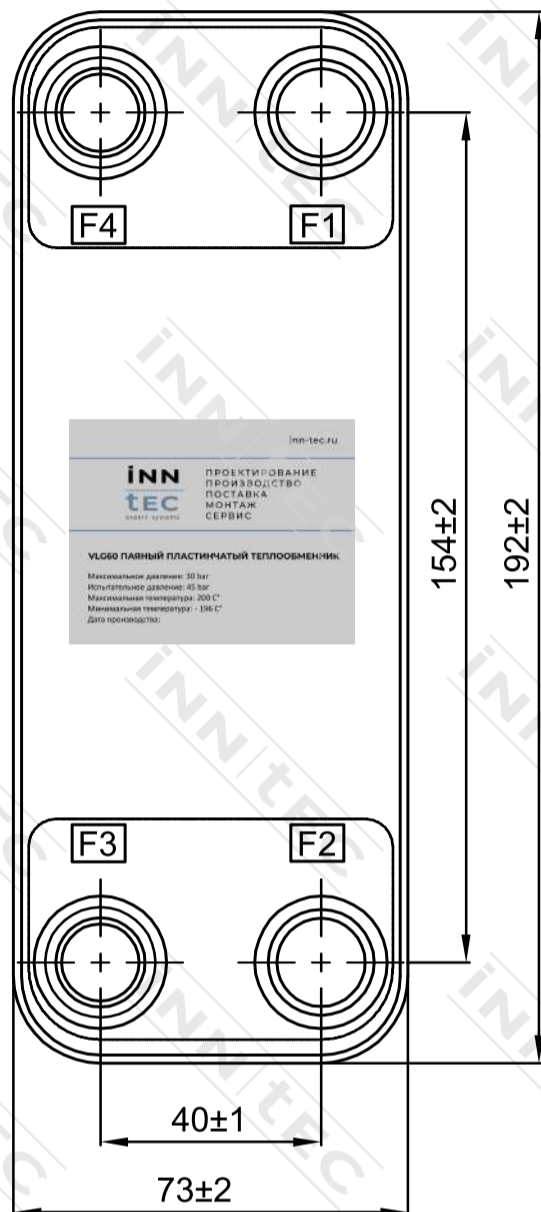 F4 F1
inn-tec.ru
iNN
tEC
ПРОЕКТИРОВАНИЕ
ПРОИЗВОДСТВО
ПОСТАВКА
МОНТАЖ
СЕРВИС
VLG60 ПАЯНЫЙ ПЛАСТИНЧАТЫЙ ТЕПЛООБМЕННИК
Максимальное давление: 30 bar
Испытательное давление: 45 bar
Максимальная температура: 200 C°
Минимальная температура: - 196 C°
Дата производства:
154±2
192±2
F3 F2
40±1
73±2